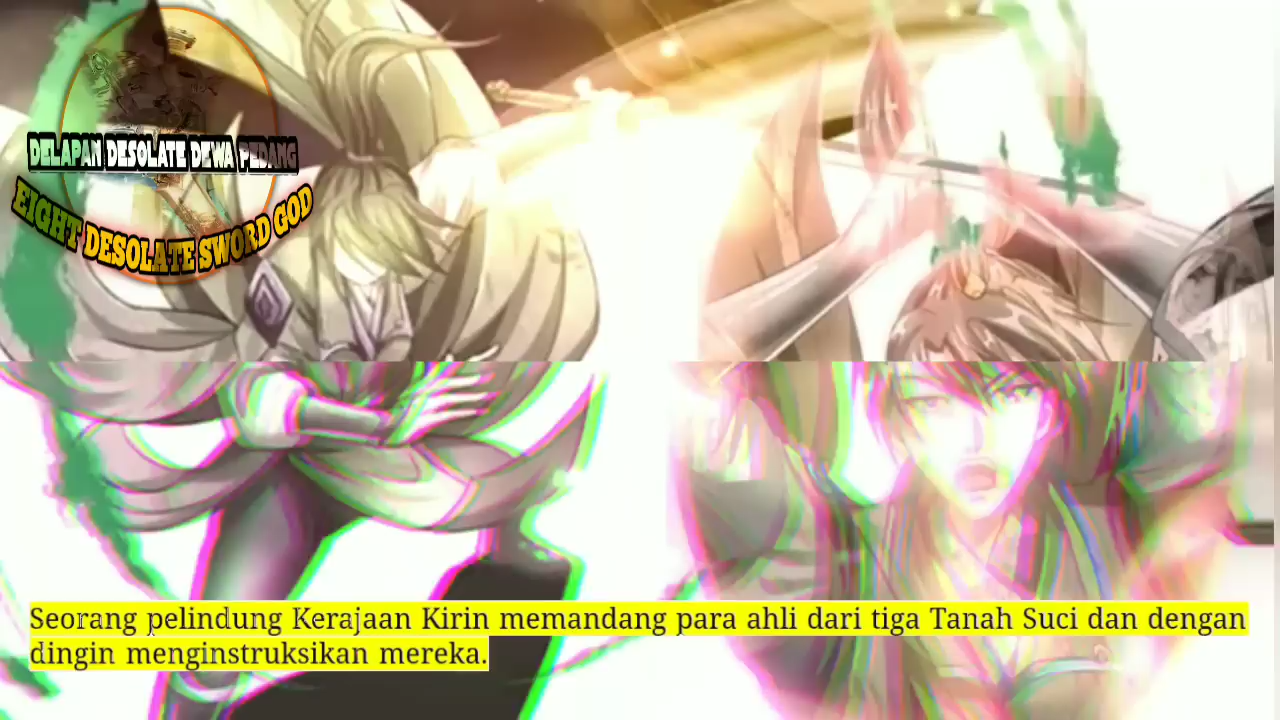 DELAPAN DESOLATE DEWA PEDANG
EIGHT DESOLATE SWORD GOD
Seorang pelindung Kerajaan Kirin memandang para ahli dari tiga Tanah Suci dan dengan
dingin menginstruksikan mereka.